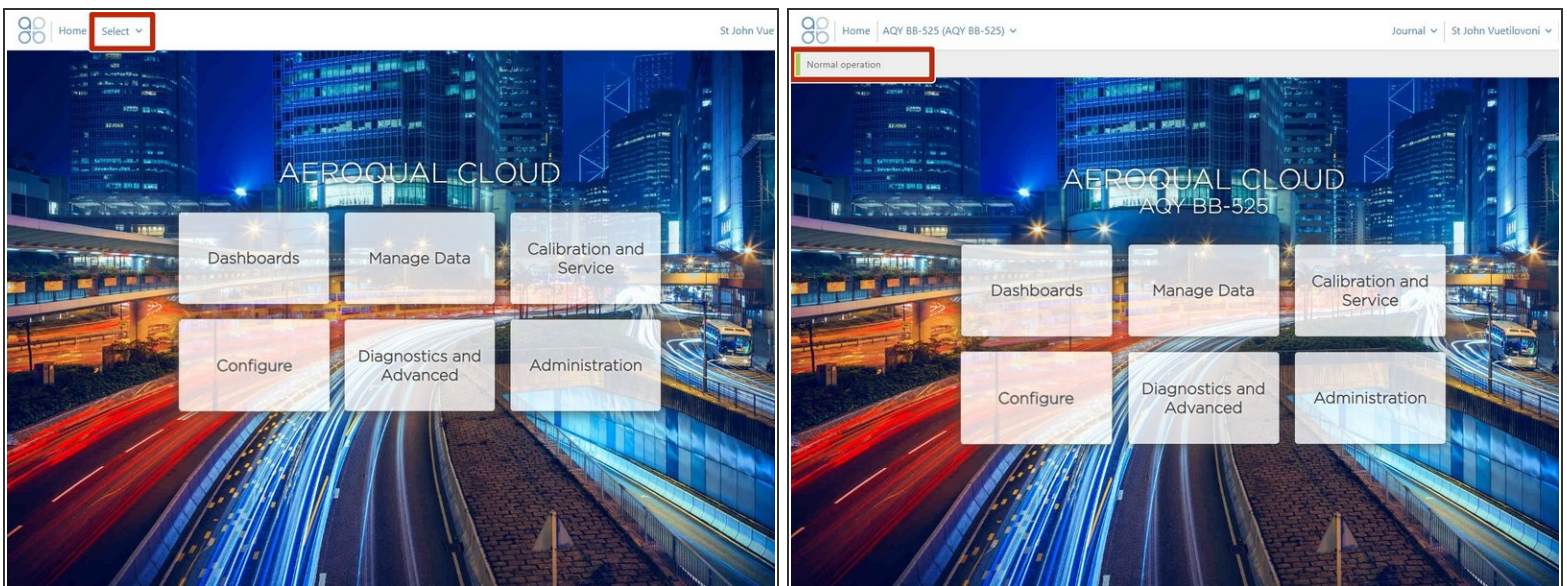 Home Select
St John Vue
AEROQUAL CLOUD
Dashboards
Manage Data
Calibration and
Service
Configure
Diagnostics and
Advanced
Administration
Home AQY BB-525 (AQY BB-525)
Journal St John Vuetilovoni
Normal operation
AEROQUAL CLOUD
AQY BB-525
Dashboards
Manage Data
Calibration and
Service
Configure
Diagnostics and
Advanced
Administration